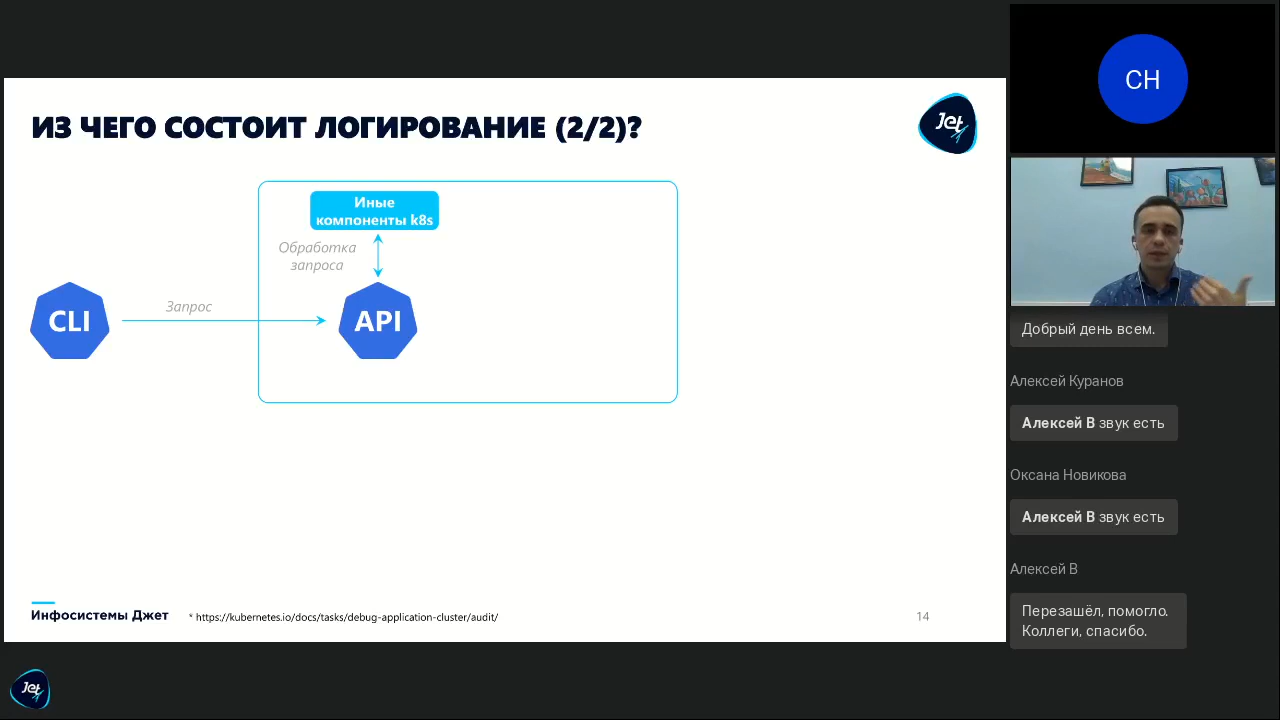 ИЗ ЧЕГО СОСТОИТ ЛОГИРОВАНИЕ (2/2)?
Jet
Иные
компоненты k8s
Обработка
запроса
Запрос
CLI
API
Инфосистемы Джет
* https://kubernetes.io/docs/tasks/debug-application-cluster/audit/
14
Jet
CH
Добрый день всем.
Алексей Куранов
Алексей В звук есть
Оксана Новикова
Алексей В звук есть
Алексей В
Перезашёл, помогло.
Коллеги, спасибо.